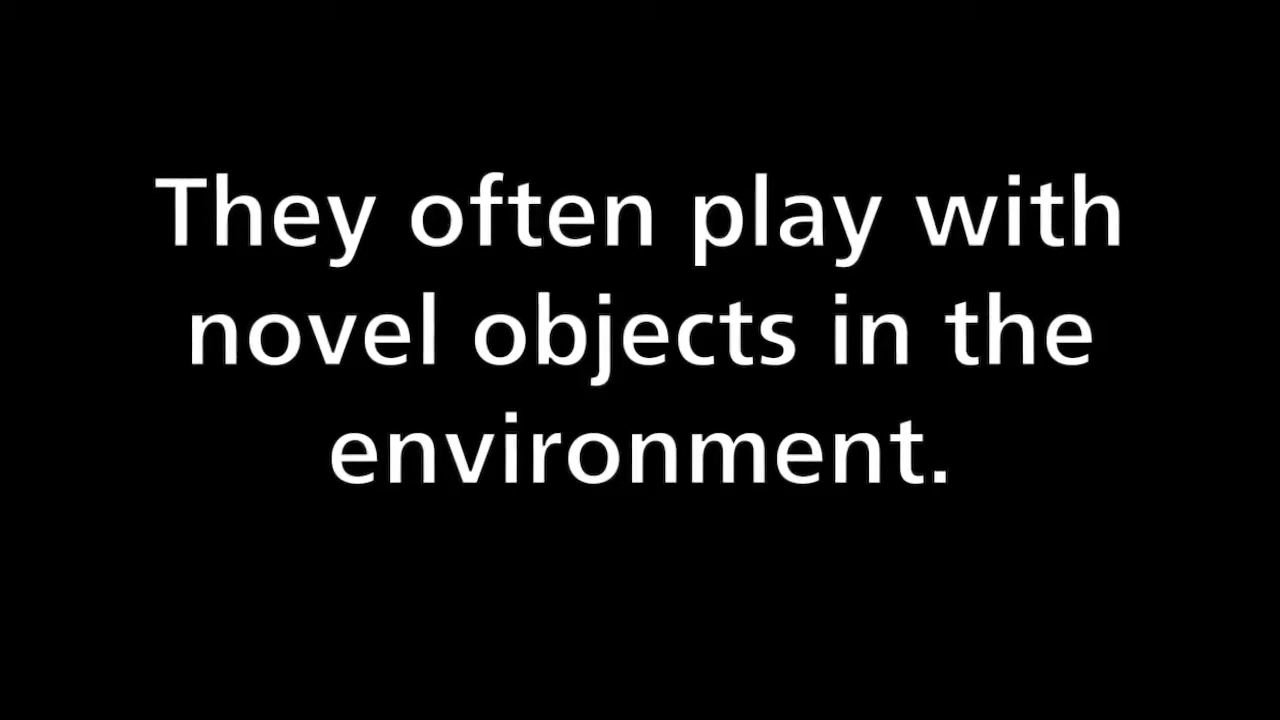 They often play with
novel objects in the
environment.